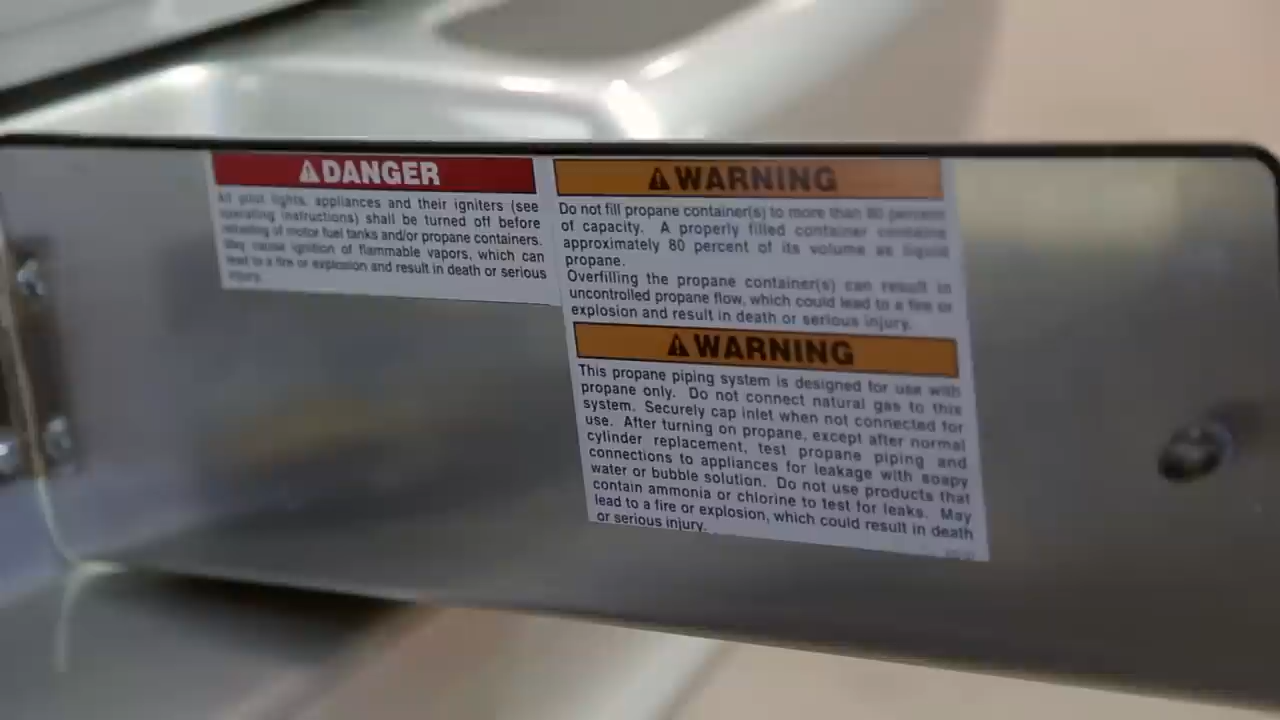 DANGER
All pilot lights, appliances and their igniters (see
operating instructions) shall be turned off before
refueling of motor fuel tanks and/or propane containers.
May cause ignition of flammable vapors, which can
lead to a fire or explosion and result in death or serious
injury.
WARNING
Do not fill propane container(s) to more than 80 percent
of capacity. A properly filled container contains
approximately 80 percent of its volume as liquid
propane.
Overfilling the propane container(s) can result in
uncontrolled propane flow, which could lead to a fire or
explosion and result in death or serious injury.
WARNING
This propane piping system is designed for use with
propane only. Do not connect natural gas to this
system. Securely cap inlet when not connected for
use. After turning on propane, except after normal
cylinder replacement, test propane piping and
connections to appliances for leakage with soapy
water or bubble solution. Do not use products that
contain ammonia or chlorine to test for leaks. May
lead to a fire or explosion, which could result in death
or serious injury.